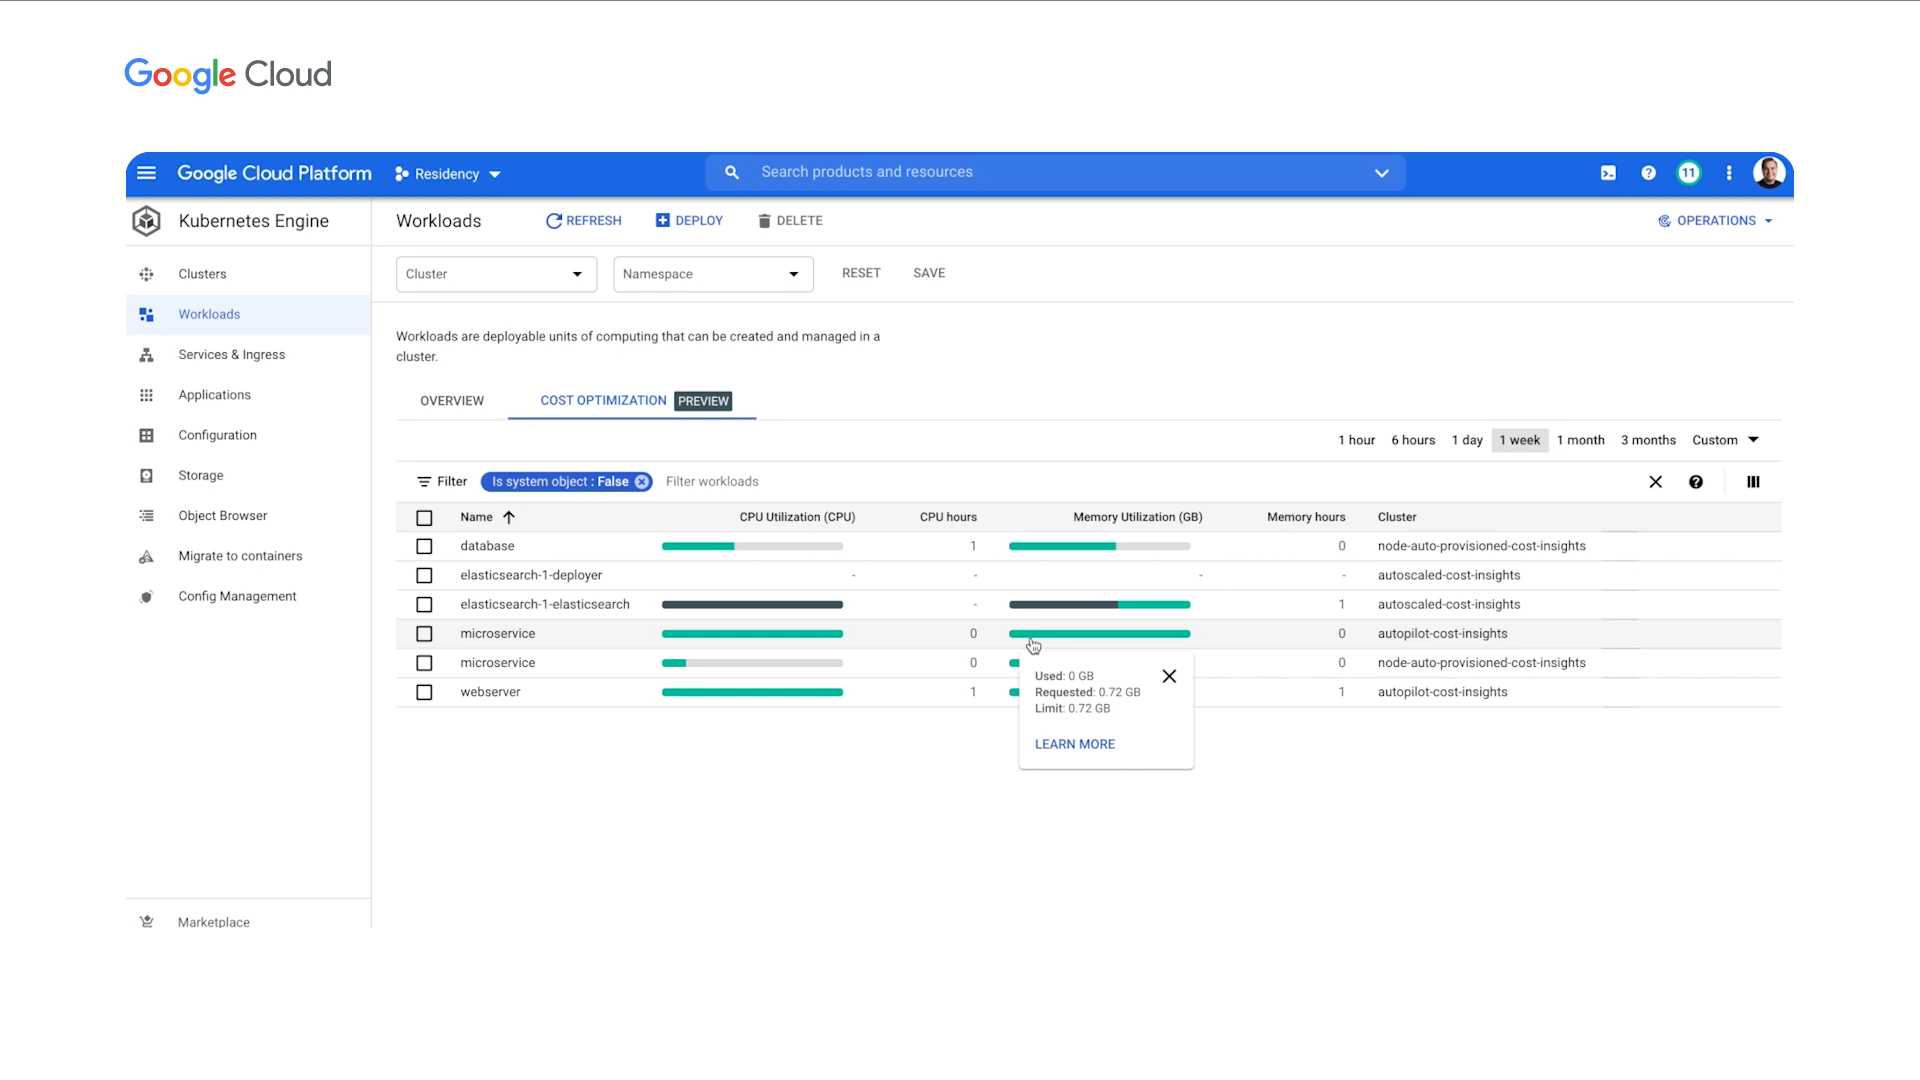 Google Cloud
Google Cloud Platform Residency Search products and resources 11
Kubernetes Engine Workloads REFRESH DEPLOY DELETE OPERATIONS
Clusters
Workloads
Services & Ingress
Applications
Configuration
Storage
Object Browser
Migrate to containers
Config Management
Marketplace
Cluster Namespace RESET SAVE
Workloads are deployable units of computing that can be created and managed in a
cluster.
OVERVIEW COST OPTIMIZATION PREVIEW
1 hour 6 hours 1 day 1 week 1 month 3 months Custom
Filter Is system object : False Filter workloads
Name CPU Utilization (CPU) CPU hours Memory Utilization (GB) Memory hours Cluster
database 1 0 node-auto-provisioned-cost-insights
elasticsearch-1-deployer - - - - autoscaled-cost-insights
elasticsearch-1-elasticsearch - 1 autoscaled-cost-insights
microservice 0 0 autopilot-cost-insights
microservice 0 0 node-auto-provisioned-cost-insights
webserver 1 1 autopilot-cost-insights
Used: 0 GB
Requested: 0.72 GB
Limit: 0.72 GB
LEARN MORE